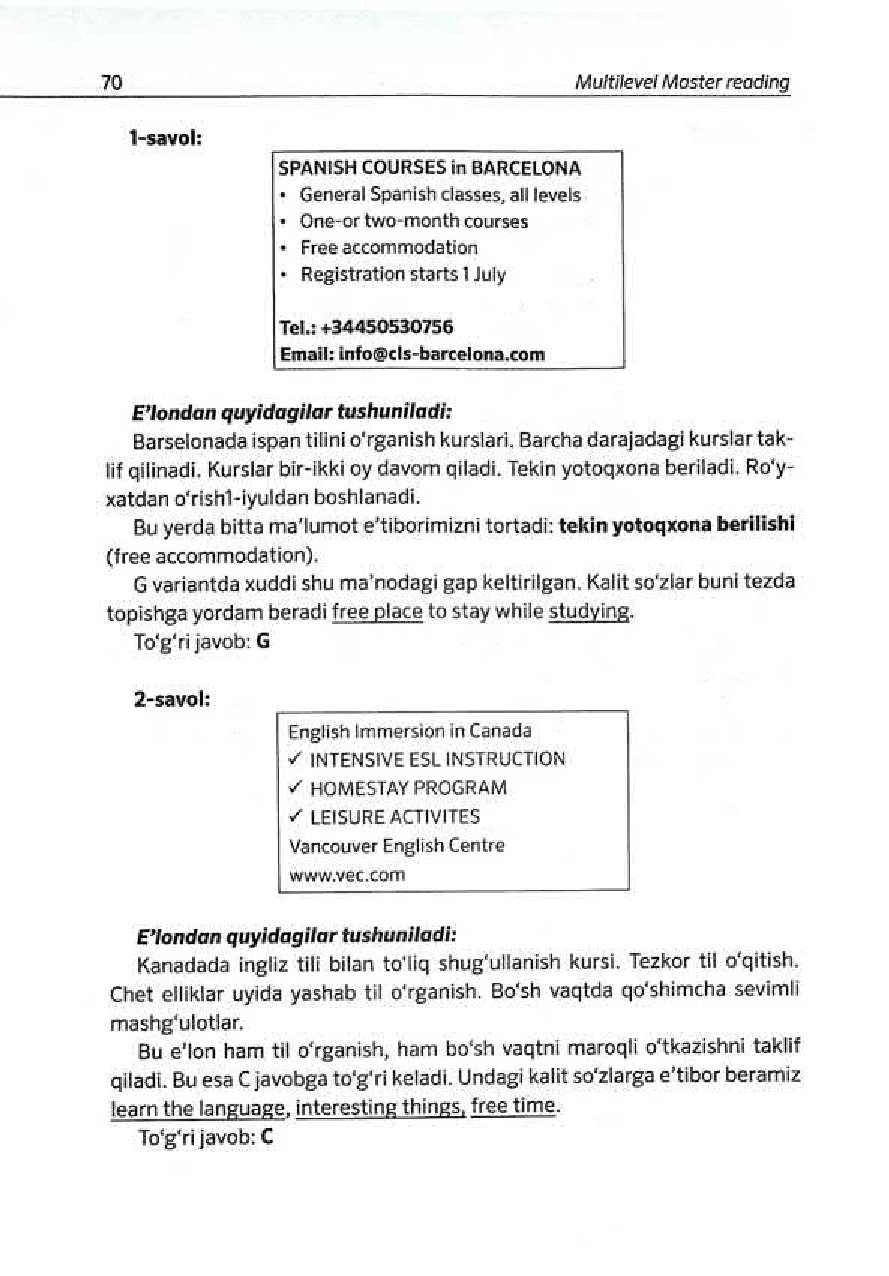 70 Multilevel Master reading
1-savol:
SPANISH COURSES in BARCELONA
• General Spanish classes, all levels
• One-or two-month courses
• Free accommodation
• Registration starts 1 July
Tel.: +34450530756
Email: info@cls-barcelona.com
E'londan quyidagilar tushuniladi:
Barselonada ispan tilini o‘rganish kurslari. Barcha darajadagi kurslar tak-
lif qilinadi. Kurslar bir-ikki oy davom qiladi. Tekin yotoqxona beriladi. Ro‘y-
xatdan o‘rish1-iyuldan boshlanadi.
Bu yerda bitta ma'lumot e'tiborimizni tortadi: tekin yotoqxona berilishi
(free accommodation).
G variantda xuddi shu ma'nodagi gap keltirilgan. Kalit so‘zlar buni tezda
topishga yordam beradi free place to stay while studying.
To‘g‘ri javob: G
2-savol:
English Immersion in Canada
✓ INTENSIVE ESL INSTRUCTION
✓ HOMESTAY PROGRAM
✓ LEISURE ACTIVITES
Vancouver English Centre
www.vec.com
E'londan quyidagilar tushuniladi:
Kanadada ingliz tili bilan to'liq shug‘ullanish kursi. Tezkor til o‘qitish.
Chet elliklar uyida yashab til o‘rganish. Bo‘sh vaqtda qo‘shimcha sevimli
mashg‘ulotlar.
Bu e'lon ham til o‘rganish, ham bo‘sh vaqtni maroqli o‘tkazishni taklif
qiladi. Bu esa C javobga to‘g‘ri keladi. Undagi kalit so‘zlarga e'tibor beramiz
learn the language, interesting things, free time.
To‘g‘ri javob: C